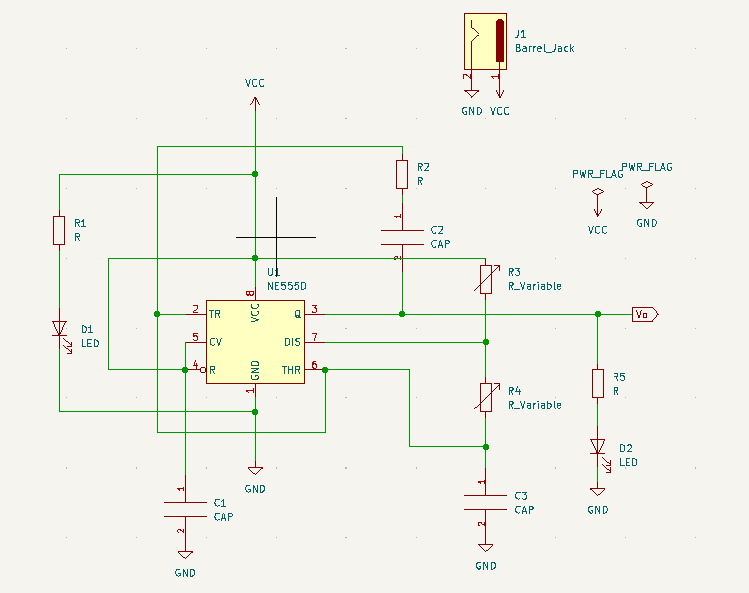 J1
Barrel_Jack
2
1
GND
VCC
VCC
R2
R
PWR_FLAG
PWR_FLAG
VCC
GND
1
C2
CAP
2
R1
R
U1
NE555D
R3
R_Variable
8
VCC
2
TR
Q
3
Vo
5
CV
DIS
7
4
R
GND
THR
6
1
D1
LED
R4
R_Variable
R5
R
D2
LED
GND
GND
1
C1
CAP
2
GND
1
C3
CAP
2
GND